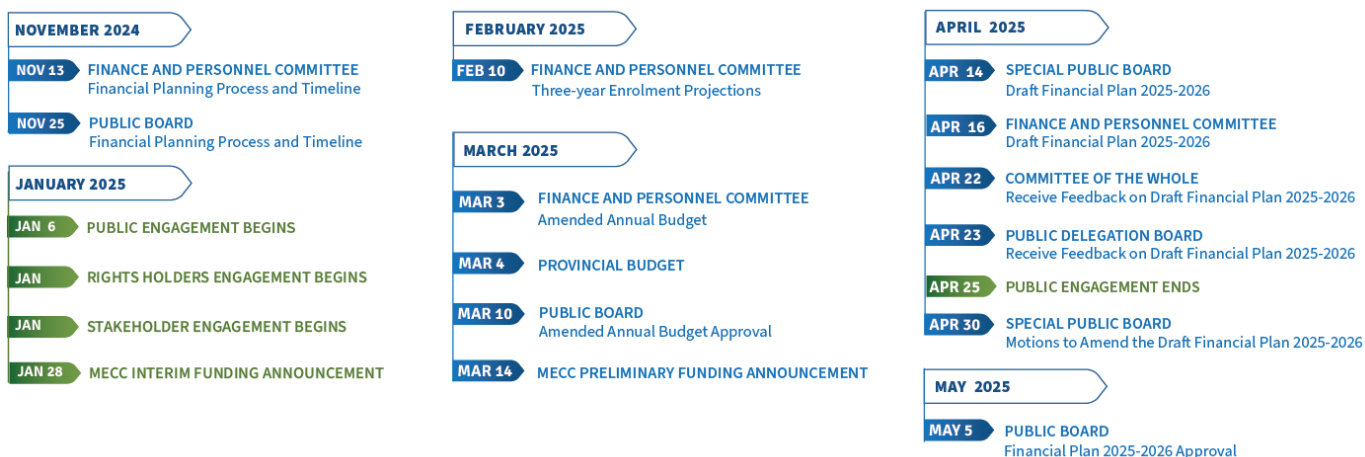 NOVEMBER 2024
NOV 13
FINANCE AND PERSONNEL COMMITTEE
Financial Planning Process and Timeline
NOV 25
PUBLIC BOARD
Financial Planning Process and Timeline
JANUARY 2025
JAN 6
PUBLIC ENGAGEMENT BEGINS
JAN
RIGHTS HOLDERS ENGAGEMENT BEGINS
JAN
STAKEHOLDER ENGAGEMENT BEGINS
JAN 28
MECC INTERIM FUNDING ANNOUNCEMENT
FEBRUARY 2025
FEB 10
FINANCE AND PERSONNEL COMMITTEE
Three-year Enrolment Projections
MARCH 2025
MAR 3
FINANCE AND PERSONNEL COMMITTEE
Amended Annual Budget
MAR 4
PROVINCIAL BUDGET
MAR 10
PUBLIC BOARD
Amended Annual Budget Approval
MAR 14
MECC PRELIMINARY FUNDING ANNOUNCEMENT
APRIL 2025
APR 14
SPECIAL PUBLIC BOARD
Draft Financial Plan 2025-2026
APR 16
FINANCE AND PERSONNEL COMMITTEE
Draft Financial Plan 2025-2026
APR 22
COMMITTEE OF THE WHOLE
Receive Feedback on Draft Financial Plan 2025-2026
APR 23
PUBLIC DELEGATION BOARD
Receive Feedback on Draft Financial Plan 2025-2026
APR 25
PUBLIC ENGAGEMENT ENDS
APR 30
SPECIAL PUBLIC BOARD
Motions to Amend the Draft Financial Plan 2025-2026
MAY 2025
MAY 5
PUBLIC BOARD
Financial Plan 2025-2026 Approval